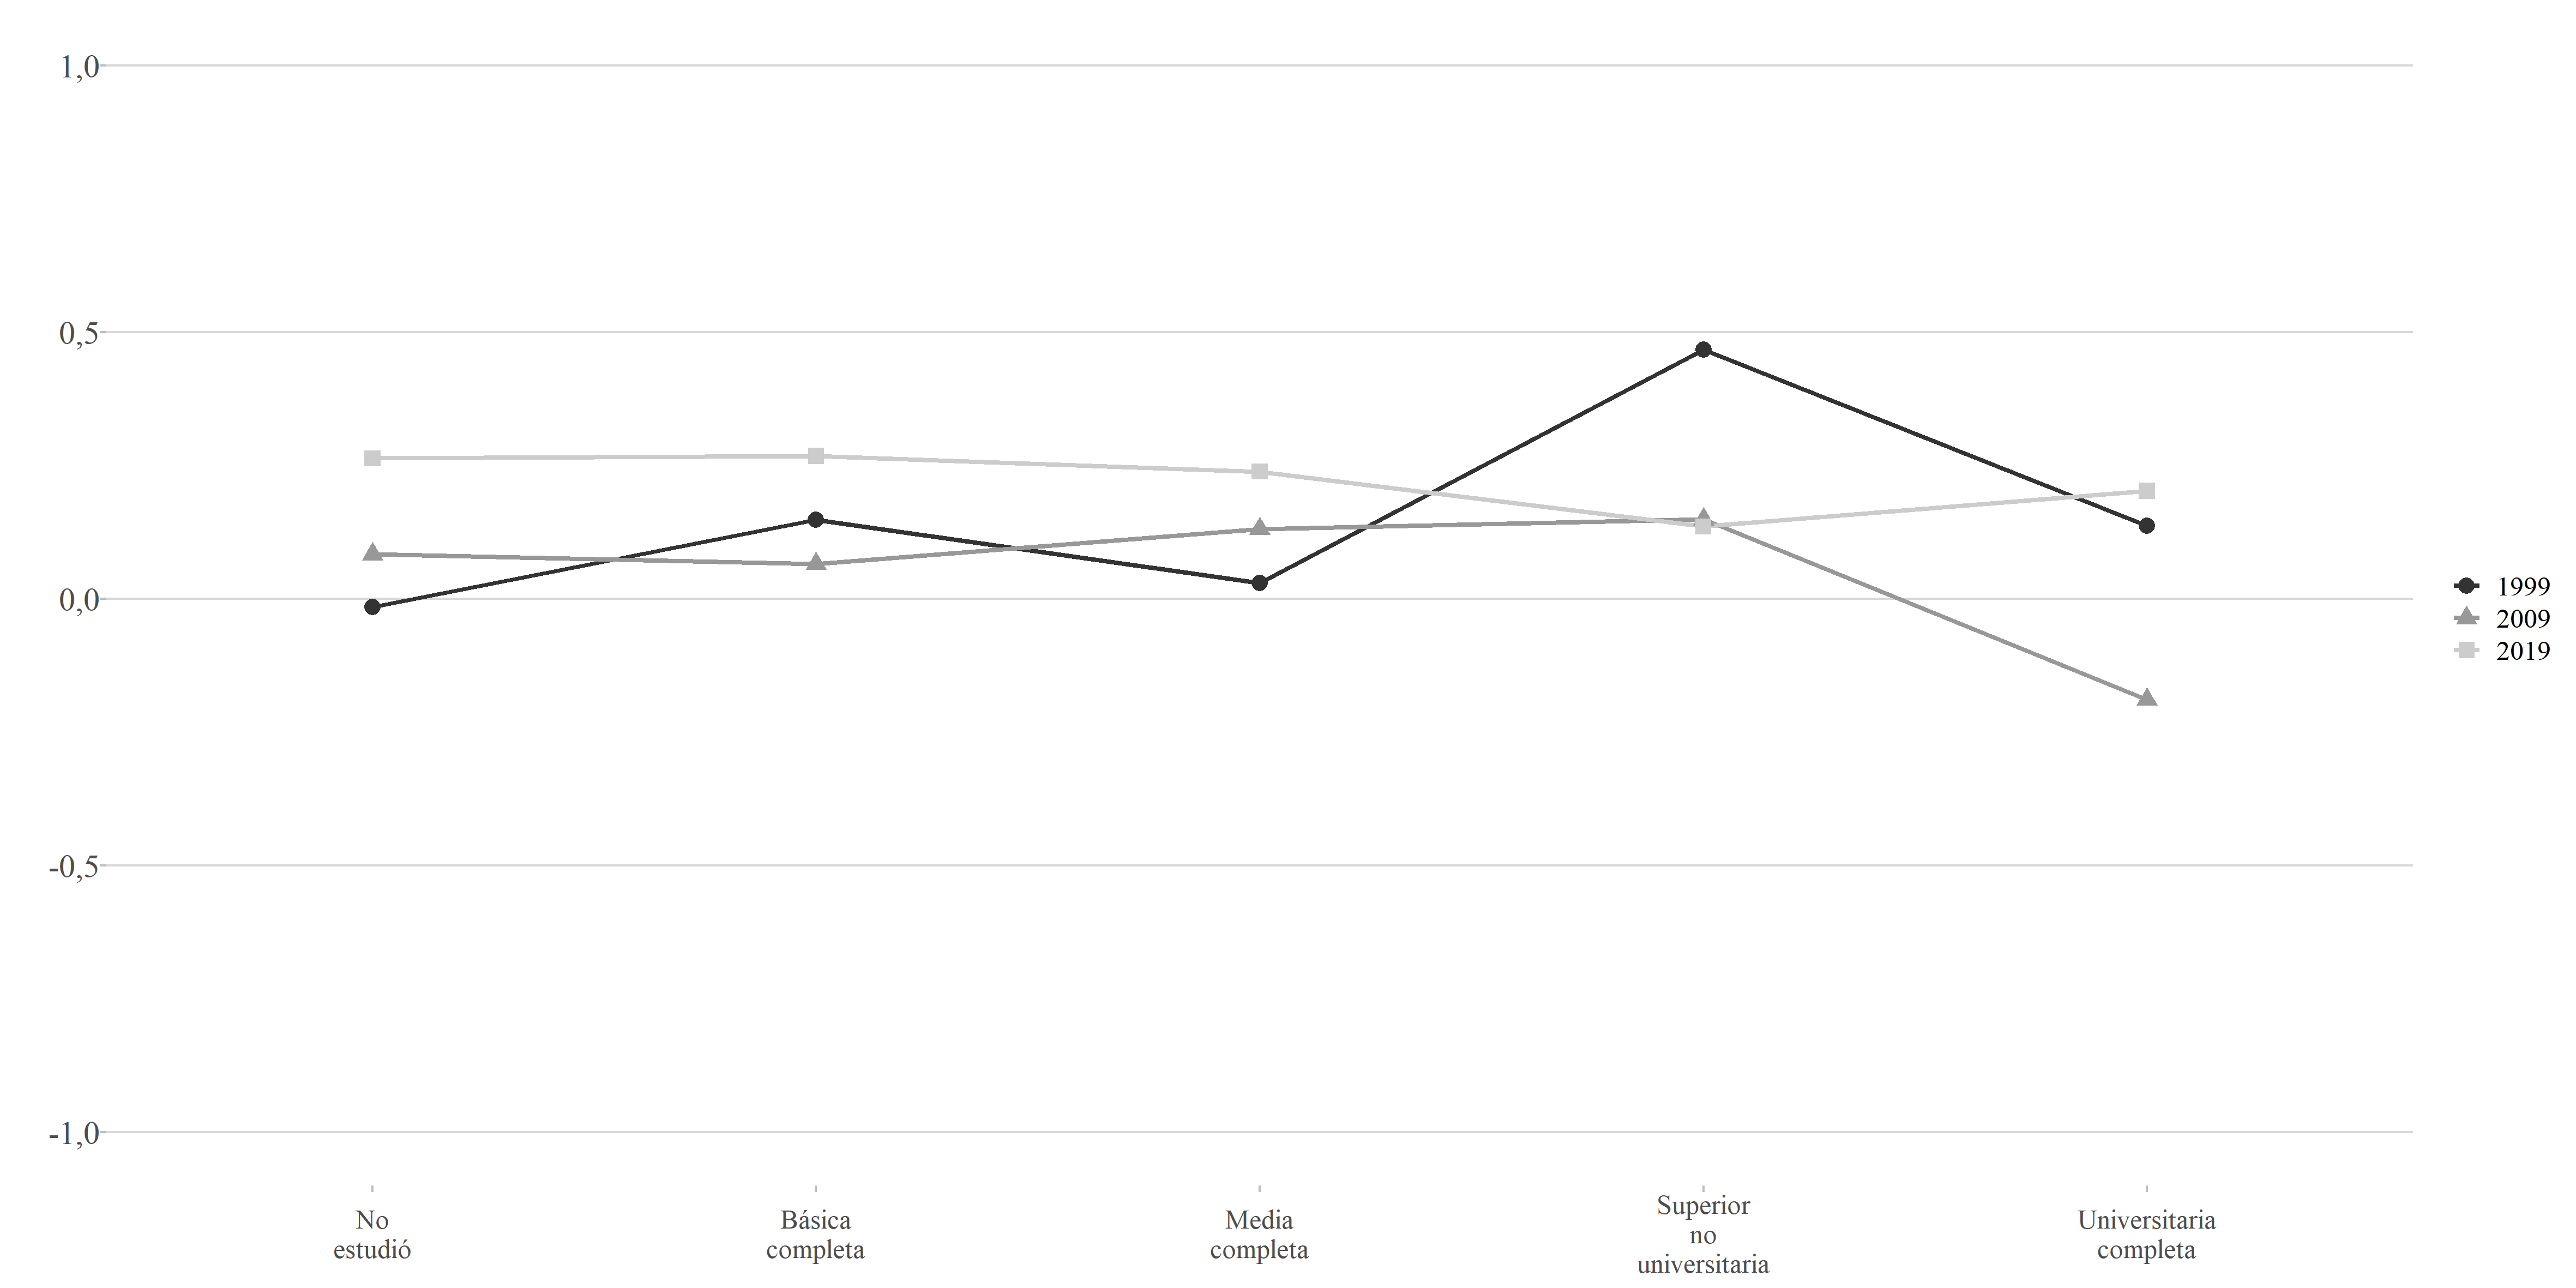 1,0
0,5
0,0
-0,5
-1,0
No
estudió
Básica
completa
Media
completa
Superior
no
universitaria
Universitaria
completa
1999
2009
2019